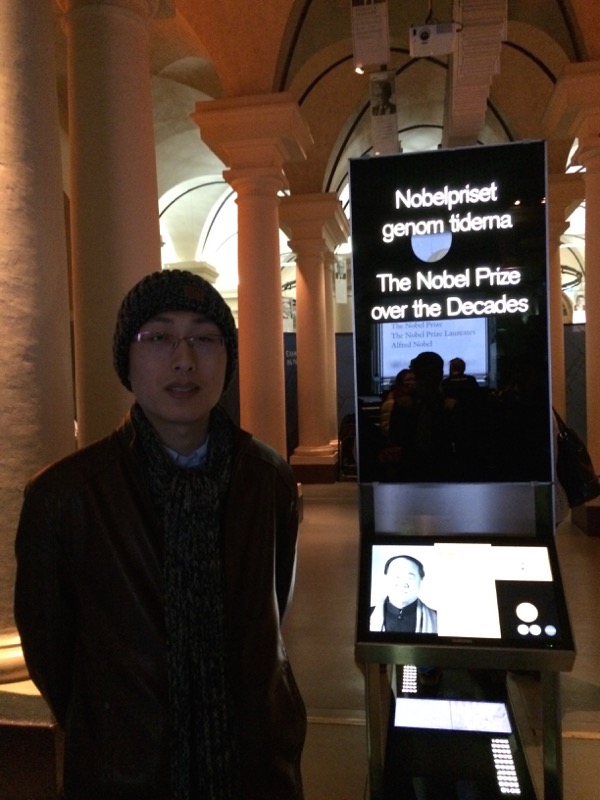 Nobelpriset
genom tiderna
The Nobel Prize
over the Decades
The Nobel Prize
The Nobel Prize Laureates
Alfred Nobel